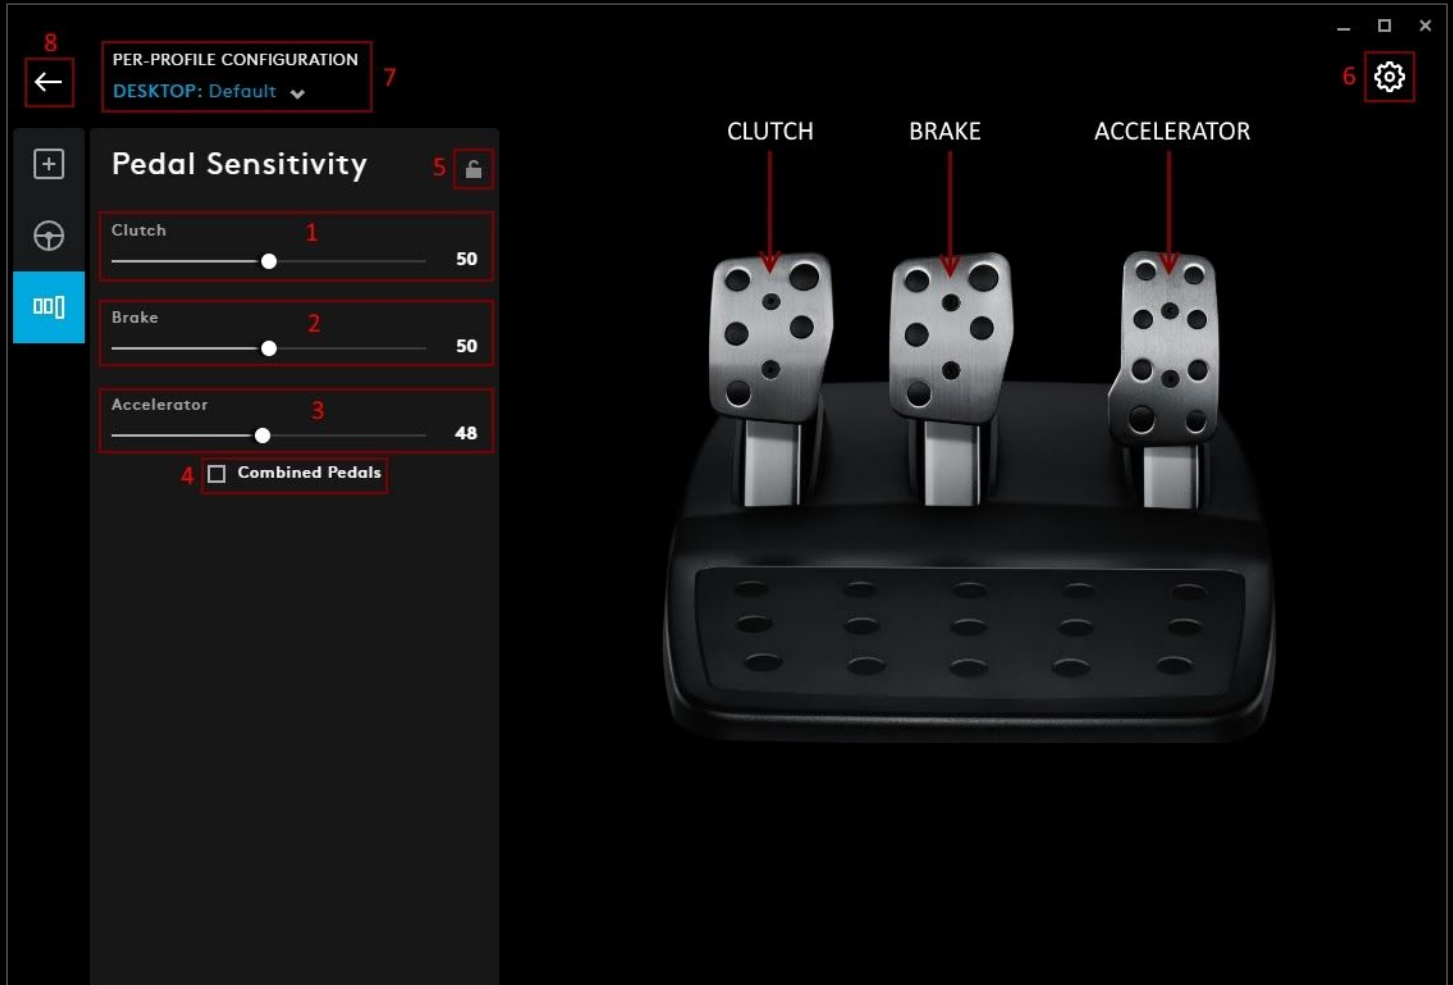 8
PER-PROFILE CONFIGURATION
DESKTOP: Default
7
6
CLUTCH
BRAKE
ACCELERATOR
Pedal Sensitivity
5
Clutch
1
50
Brake
2
50
Accelerator
3
48
4
Combined Pedals